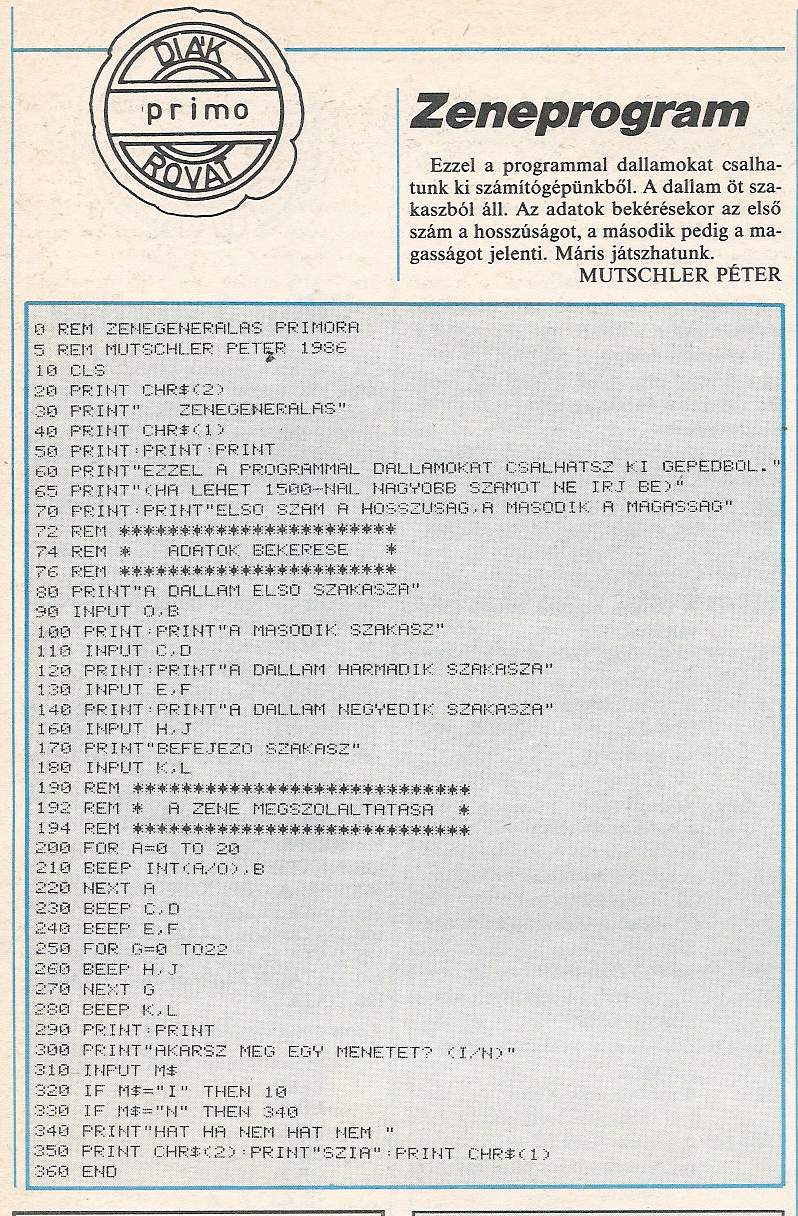 DIÁK
primo
ROVAT
Zeneprogram
Ezzel a programmal dallamokat csalha-
tunk ki számítógépünkből. A dallam öt sza-
kaszból áll. Az adatok bekérésekor az első
szám a hosszúságot, a második pedig a ma-
gasságot jelenti. Máris játszhatunk.
MUTSCHLER PÉTER
0 REM ZENEGENERALAS PRIMORA
5 REM MUTSCHLER PETER 1986
10 CLS
20 PRINT CHR$(2)
30 PRINT"   ZENEGENERALAS"
40 PRINT CHR$(1)
50 PRINT:PRINT:PRINT
60 PRINT"EZZEL A PROGRAMMAL DALLAMOKAT CSALHATSZ KI GEPEDBOL."
65 PRINT"(HA LEHET 1500-NAL NAGYOBB SZAMOT NE IRJ BE)"
70 PRINT:PRINT"ELSO SZAM A HOSSZUSAG,A MASODIK A MAGASSAG"
72 REM ***********************
74 REM *   ADATOK BEKERESE   *
76 REM ***********************
80 PRINT"A DALLAM ELSO SZAKASZA"
90 INPUT O,B
100 PRINT:PRINT"A MASODIK SZAKASZ"
110 INPUT C,D
120 PRINT:PRINT"A DALLAM HARMADIK SZAKASZA"
130 INPUT E,F
140 PRINT:PRINT"A DALLAM NEGYEDIK SZAKASZA"
160 INPUT H,J
170 PRINT"BEFEJEZO SZAKASZ"
180 INPUT K,L
190 REM ****************************
192 REM *  A ZENE MEGSZOLALTATASA  *
194 REM ****************************
200 FOR A=0 TO 20
210 BEEP INT(A/O),B
220 NEXT A
230 BEEP C,D
240 BEEP E,F
250 FOR G=0 TO22
260 BEEP H,J
270 NEXT G
280 BEEP K,L
290 PRINT:PRINT
300 PRINT"AKARSZ MEG EGY MENETET? (I/N)"
310 INPUT M$
320 IF M$="I" THEN 10
330 IF M$="N" THEN 340
340 PRINT"HAT HA NEM HAT NEM "
350 PRINT CHR$(2):PRINT"SZIA":PRINT CHR$(1)
360 END